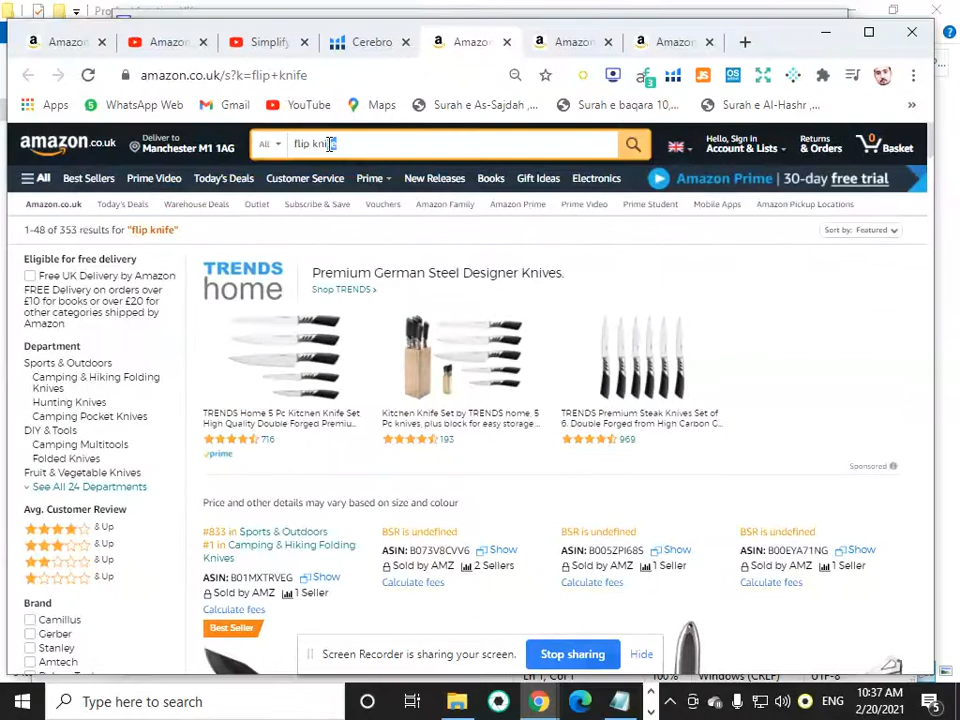 Amazon
Amazon
Simplify
Cerebro
Amazon
Amazon
Amazon
amazon.co.uk/s?k=flip+knife
3
Apps
WhatsApp Web
Gmail
YouTube
Maps
Surah e As-Sajdah ,...
Surah e baqara 10,...
Surah e Al-Hashr ,...
»
amazon.co.uk
Deliver to
Manchester M1 1AG
All
flip knife
Hello, Sign in
Account & Lists
Returns
& Orders
0
Basket
All
Best Sellers
Prime Video
Today's Deals
Customer Service
Prime
New Releases
Books
Gift Ideas
Electronics
Amazon Prime | 30-day free trial
Amazon.co.uk
Today's Deals
Warehouse Deals
Outlet
Subscribe & Save
Vouchers
Amazon Family
Amazon Prime
Prime Video
Prime Student
Mobile Apps
Amazon Pickup Locations
1-48 of 353 results for "flip knife"
Sort by: Featured
Eligible for free delivery
Free UK Delivery by Amazon
FREE Delivery on orders over
£10 for books or over £20 for
other categories shipped by
Amazon
Department
Sports & Outdoors
Camping & Hiking Folding
Knives
Hunting Knives
Camping Pocket Knives
DIY & Tools
Camping Multitools
Folded Knives
Fruit & Vegetable Knives
See All 24 Departments
Avg. Customer Review
& Up
& Up
& Up
& Up
Brand
Camillus
Gerber
Stanley
Amtech
TRENDS
home
Premium German Steel Designer Knives.
Shop TRENDS ›
TRENDS Home 5 Pc Kitchen Knife Set
High Quality Double Forged Premiu...
716
prime
Kitchen Knife Set by TRENDS home, 5
Pc knives, plus block for easy storage...
193
TRENDS Premium Steak Knives Set of
6. Double Forged from High Carbon G...
969
Sponsored
Price and other details may vary based on size and colour
#833 in Sports & Outdoors
#1 in Camping & Hiking Folding
Knives
ASIN: B01MXTRVEG Show
Sold by AMZ 1 Seller
Calculate fees
Best Seller
BSR is undefined
ASIN: B073V8CVV6 Show
Sold by AMZ 2 Sellers
Calculate fees
BSR is undefined
ASIN: B005ZPI68S Show
Sold by AMZ 1 Seller
Calculate fees
BSR is undefined
ASIN: B00EYA71NG Show
Sold by AMZ 1 Seller
Calculate fees
Screen Recorder is sharing your screen.
Stop sharing
Hide
Ln 1, Col 1
100%
Windows (CRLF)
UTF-8
Type here to search
ENG
10:37 AM
2/20/2021
5